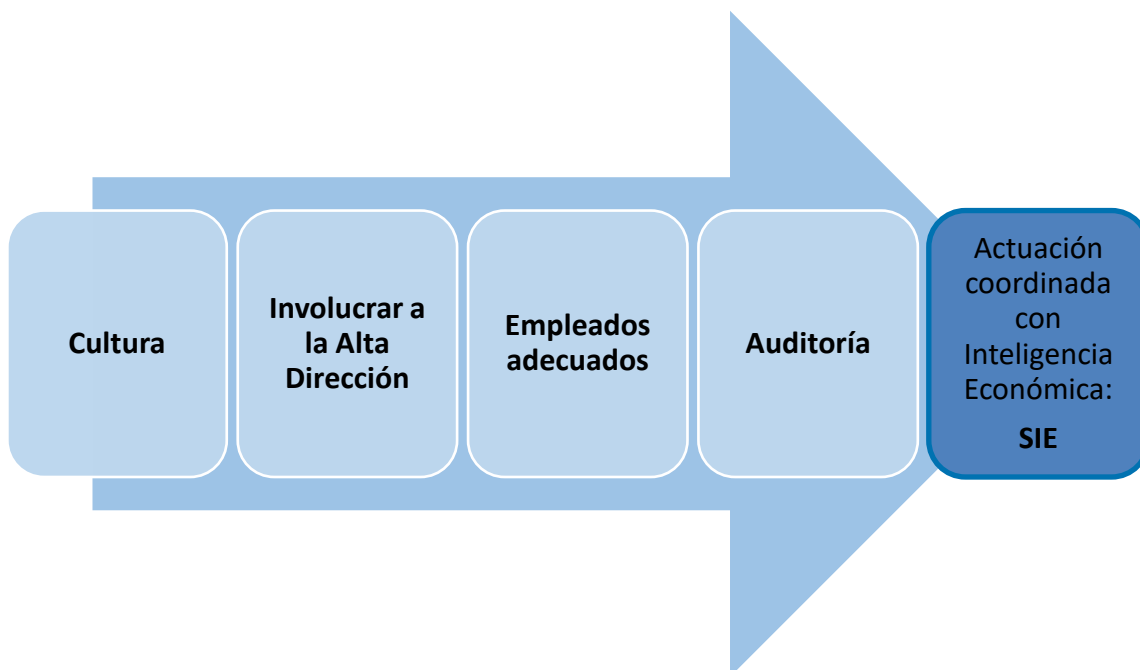 Cultura
Involucrar a
la Alta
Dirección
Empleados
adecuados
Auditoría
Actuación
coordinada
con
Inteligencia
Económica:
SIE